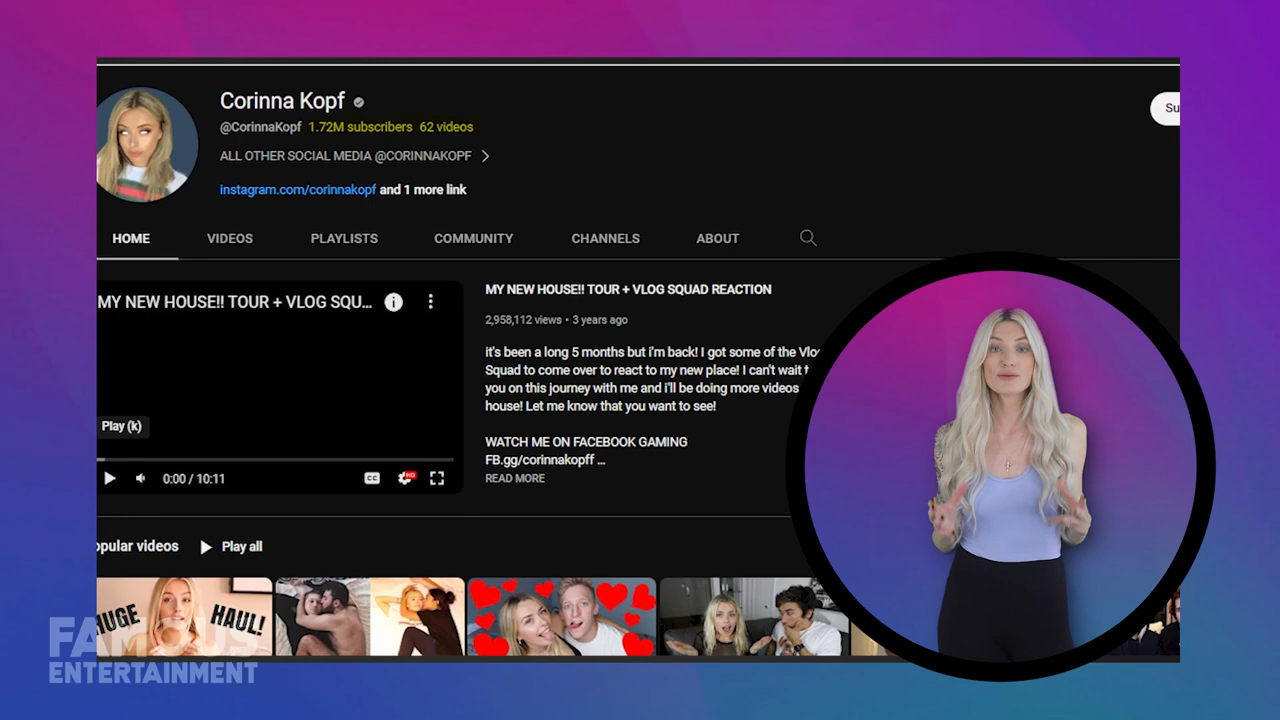 Corinna Kopf
@CorinnaKopf 1.72M subscribers 62 videos
Su
ALL OTHER SOCIAL MEDIA @CORINNAKOPF
instagram.com/corinnakopf and 1 more link
HOME VIDEOS PLAYLISTS COMMUNITY CHANNELS ABOUT
MY NEW HOUSE!! TOUR + VLOG SQU...
MY NEW HOUSE!! TOUR + VLOG SQUAD REACTION
2,958,112 views • 3 years ago
it's been a long 5 months but i'm back! I got some of the Vlo
Squad to come over to react to my new place! I can't wait t
you on this journey with me and i'll be doing more videos
house! Let me know that you want to see!
WATCH ME ON FACEBOOK GAMING
FB.gg/corinnakopff ...
READ MORE
Play (k)
0:00 / 10:11
CC
HD
opular videos Play all
HUGE HAUL!
FAMOUS
ENTERTAINMENT